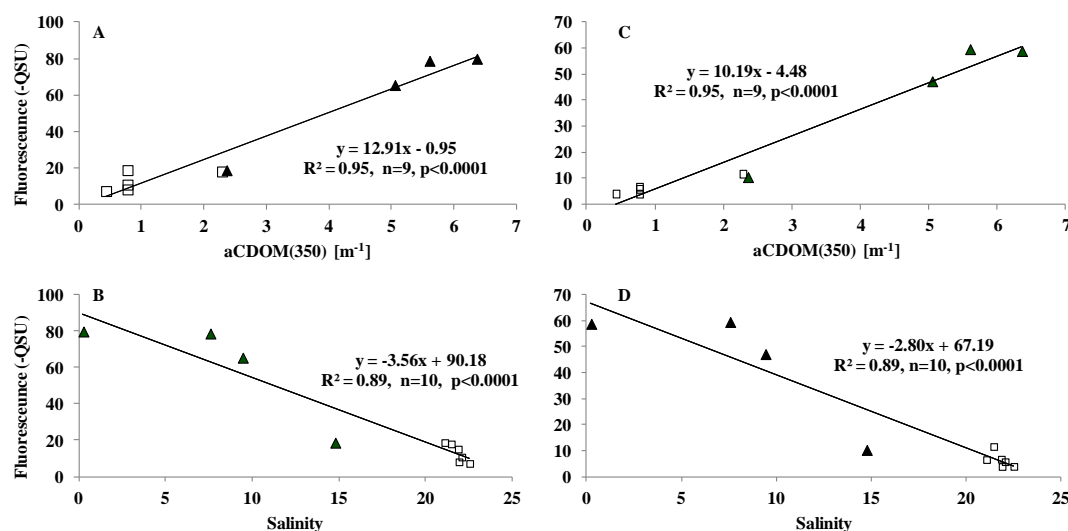 A
Fluoresceunce (-QSU)
100
80
60
40
20
0
y = 12.91x - 0.95
R² = 0.95, n=9, p<0.0001
0 1 2 3 4 5 6 7
aCDOM(350) [m⁻¹]
C
70
60
50
40
30
20
10
0
y = 10.19x - 4.48
R² = 0.95, n=9, p<0.0001
0 1 2 3 4 5 6 7
aCDOM(350) [m⁻¹]
B
Fluoresceunce (-QSU)
100
80
60
40
20
0
y = -3.56x + 90.18
R² = 0.89, n=10, p<0.0001
0 5 10 15 20 25
Salinity
D
70
60
50
40
30
20
10
0
y = -2.80x + 67.19
R² = 0.89, n=10, p<0.0001
0 5 10 15 20 25
Salinity